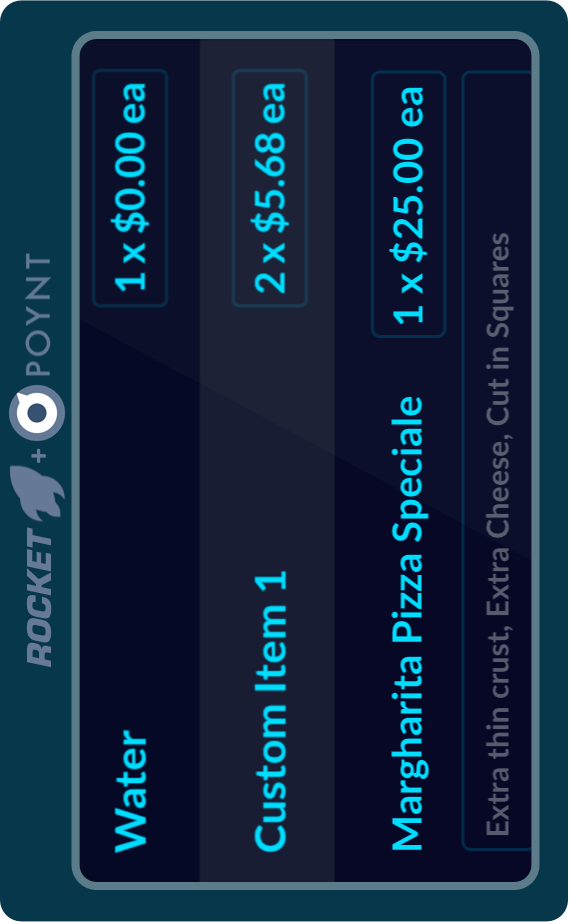 ROCKET + POYNT
Water 1 x $0.00 ea
Custom Item 1 2 x $5.68 ea
Margharita Pizza Speciale 1 x $25.00 ea
Extra thin crust, Extra Cheese, Cut in Squares